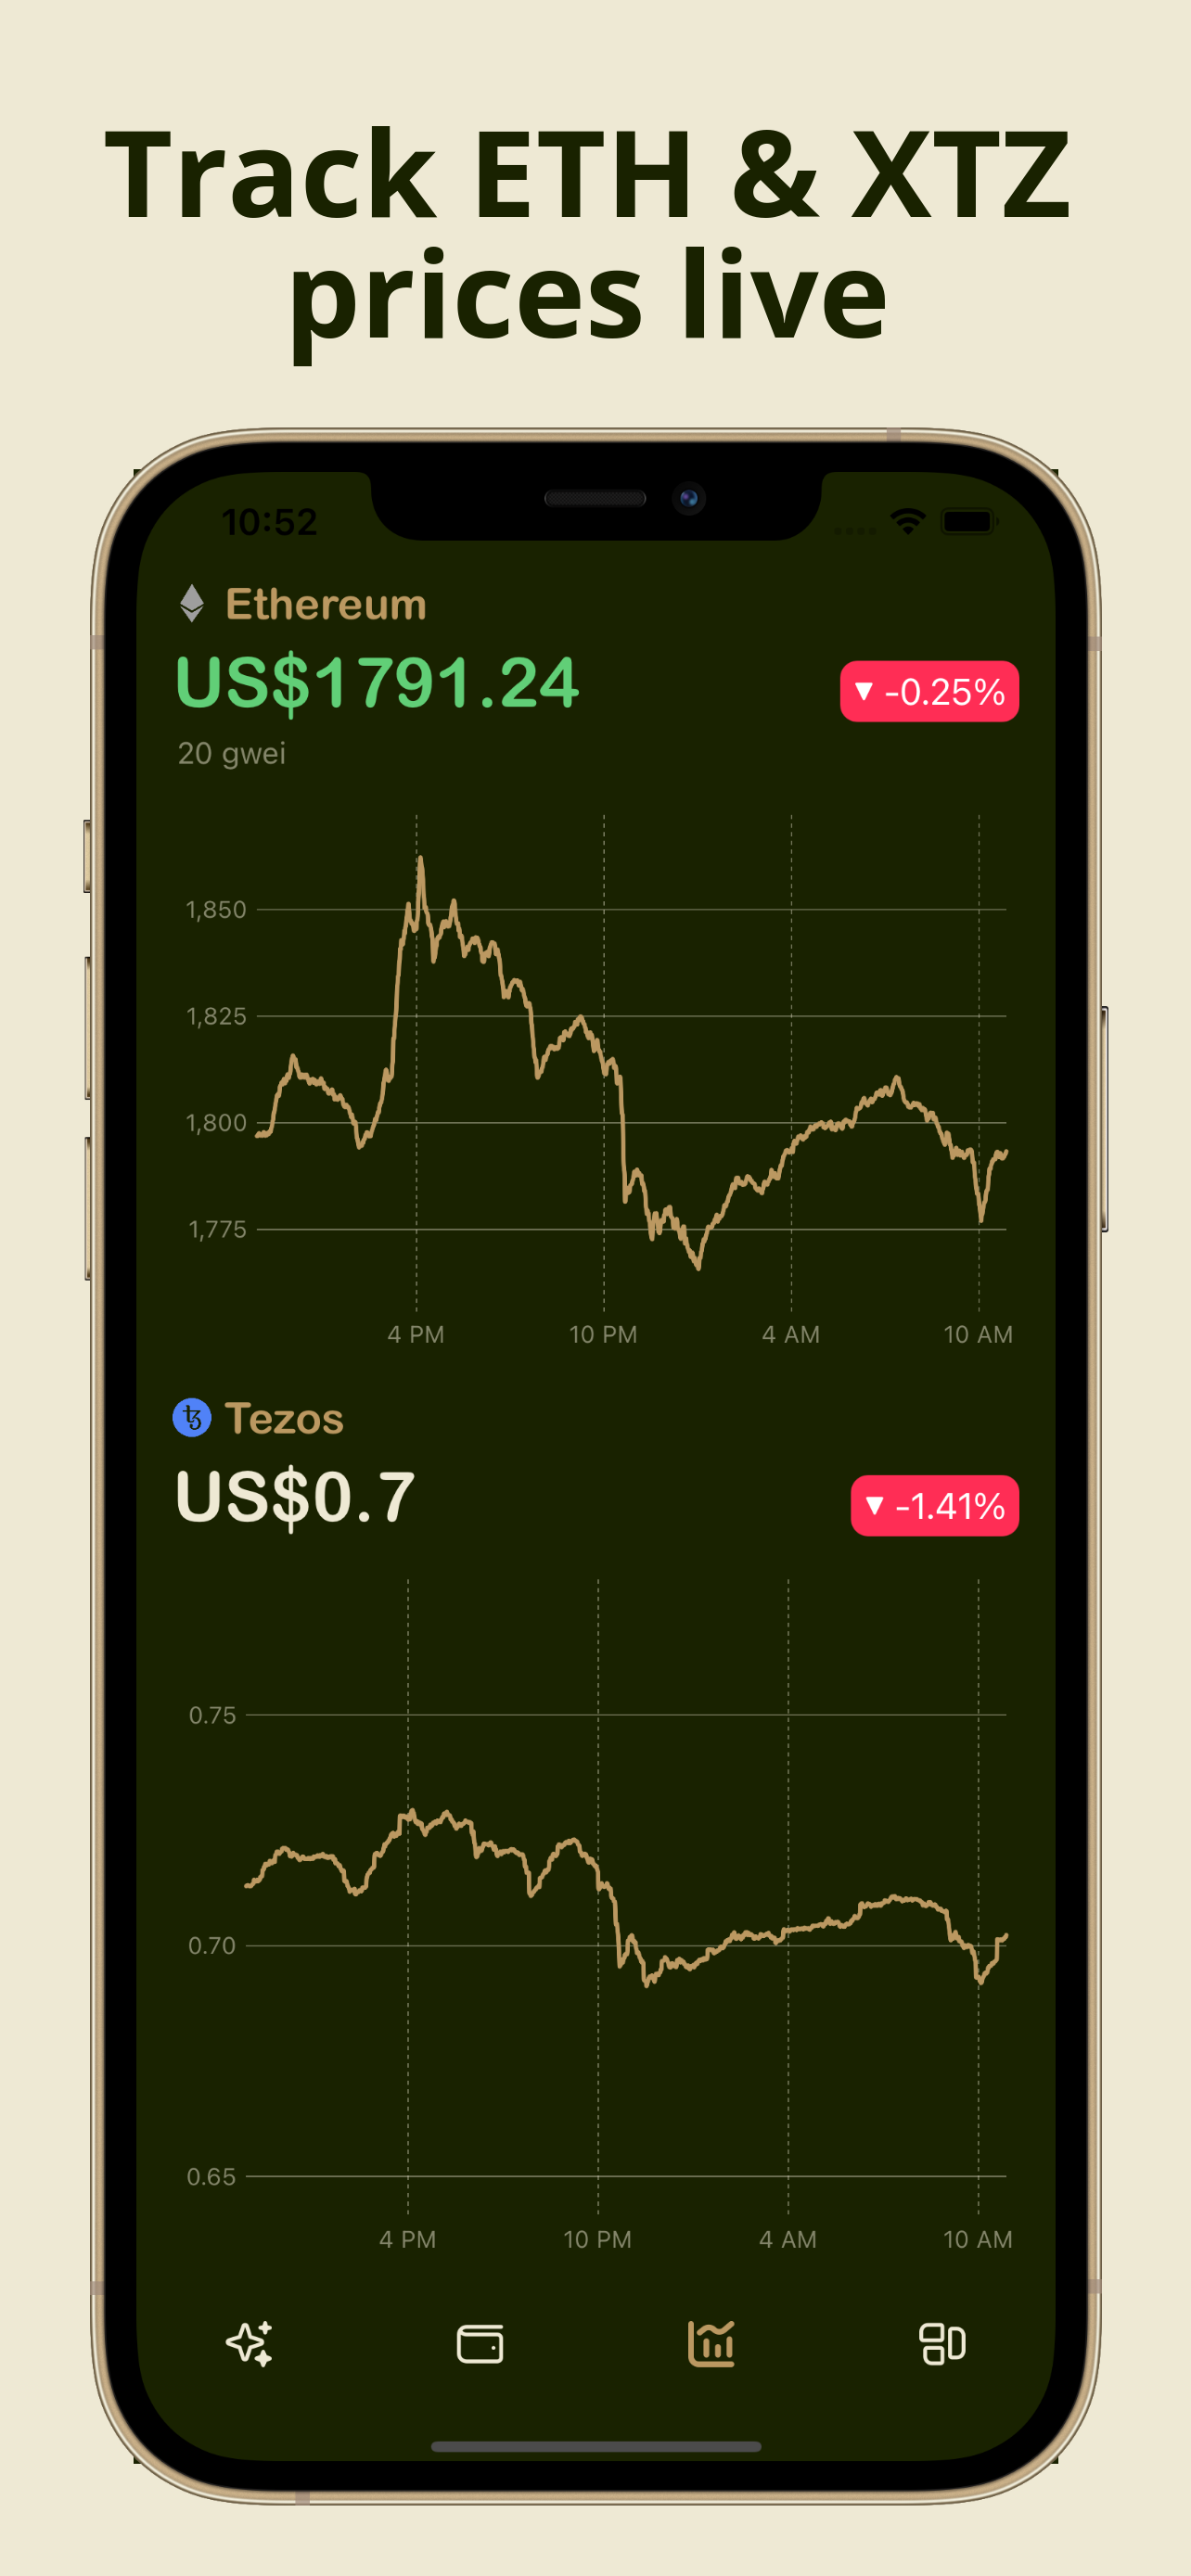 Track ETH & XTZ
prices live
10:52
Ethereum
US$1791.24
▼ -0.25%
20 gwei
1,850
1,825
1,800
1,775
4 PM 10 PM 4 AM 10 AM
Tezos
US$0.7
▼ -1.41%
0.75
0.70
0.65
4 PM 10 PM 4 AM 10 AM